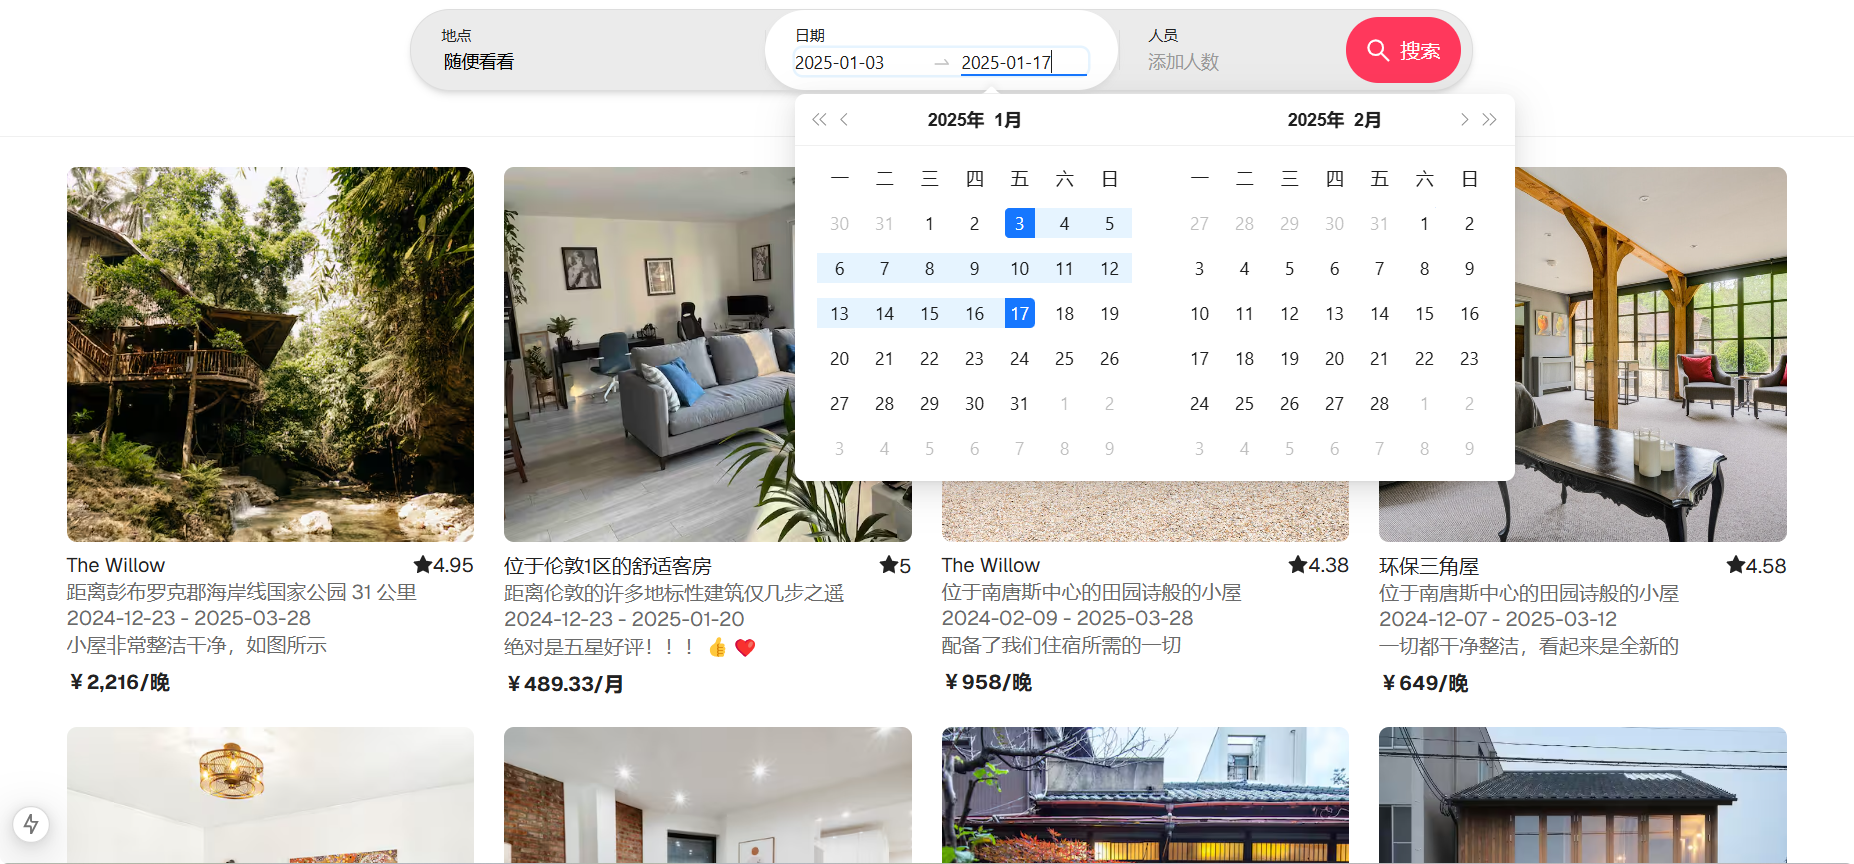 地点
随便看看
日期
2025-01-03
2025-01-17
人员
添加人数
搜索
2025年 1月
2025年 2月
一 二 三 四 五 六 日
30 31 1 2 3 4 5
6 7 8 9 10 11 12
13 14 15 16 17 18 19
20 21 22 23 24 25 26
27 28 29 30 31 1 2
3 4 5 6 7 8 9
一 二 三 四 五 六 日
27 28 29 30 31 1 2
3 4 5 6 7 8 9
10 11 12 13 14 15 16
17 18 19 20 21 22 23
24 25 26 27 28 1 2
3 4 5 6 7 8 9
The Willow
4.95
距离彭布罗克郡海岸线国家公园 31 公里
2024-12-23 - 2025-03-28
小屋非常整洁干净，如图所示
¥2,216/晚
位于伦敦1区的舒适客房
5
距离伦敦的许多地标性建筑仅几步之遥
2024-12-23 - 2025-01-20
绝对是五星好评！！！👍 ❤️
¥489.33/月
The Willow
4.38
位于南唐斯中心的田园诗般的小屋
2024-02-09 - 2025-03-28
配备了我们住宿所需的一切
¥958/晚
环保三角屋
4.58
位于南唐斯中心的田园诗般的小屋
2024-12-07 - 2025-03-12
一切都干净整洁，看起来是全新的
¥649/晚